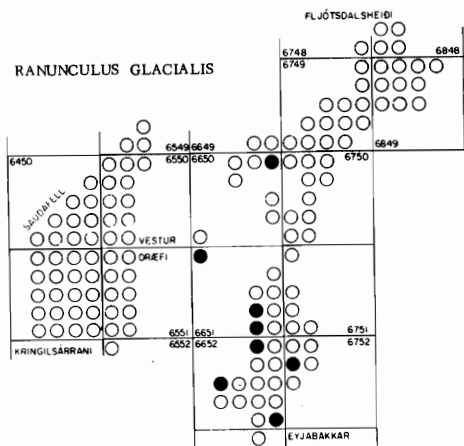 FLJÓTSDALSHEIÐI
6748 6848
6749
RANUNCULUS GLACIALIS
6549 6649 6849
6450 6550 6650 6750
SAUÐAFELL
VESTUR
ÖRÆFI
6551 6651 6751
KRINGILSÁRRANI 6552 6652 6752
EYJABAKKAR